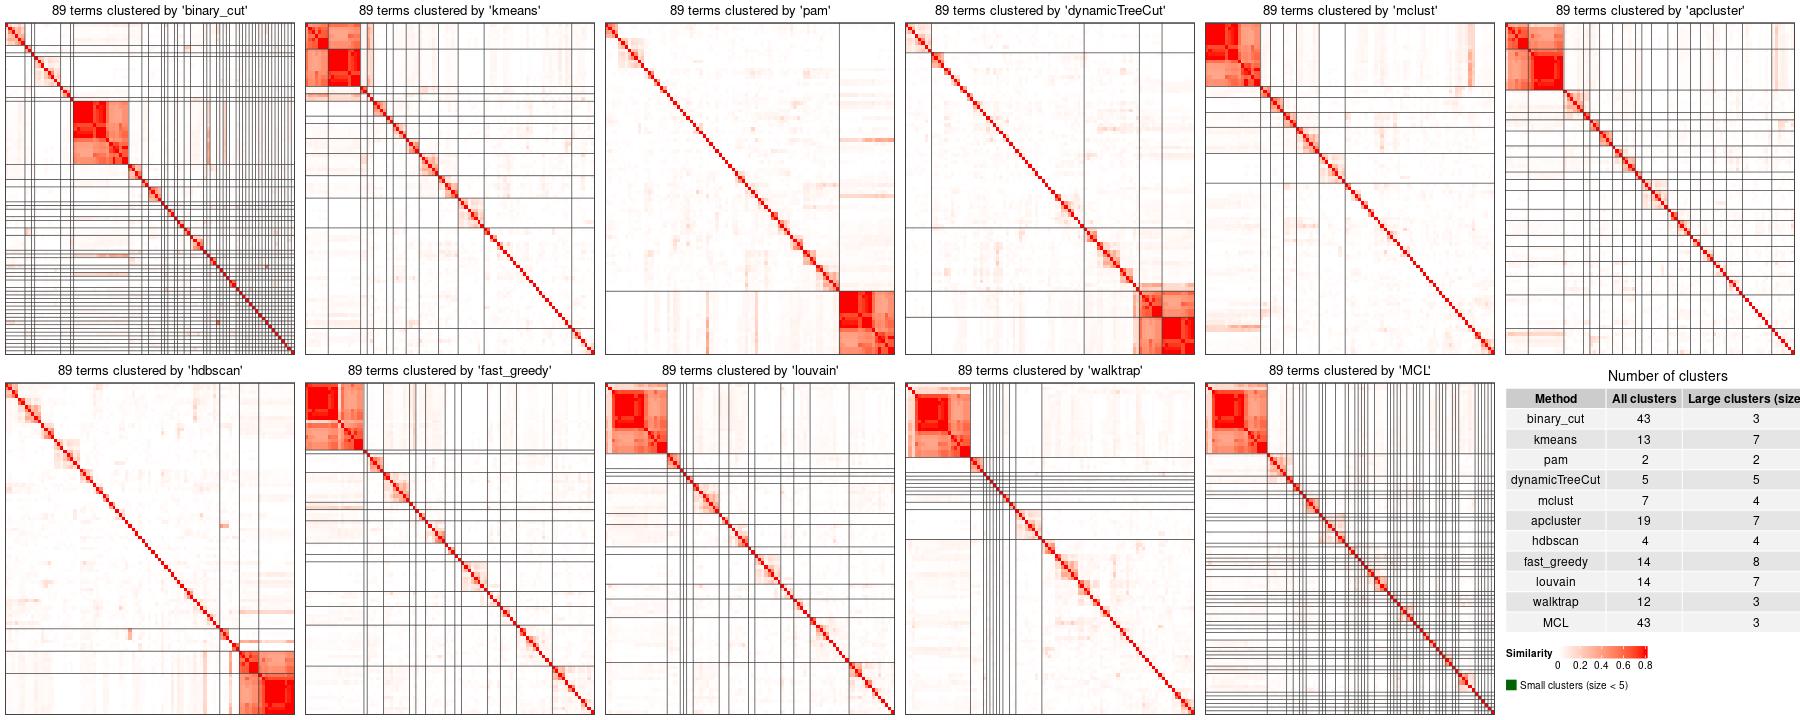 89 terms clustered by 'binary_cut'
89 terms clustered by 'kmeans'
89 terms clustered by 'pam'
89 terms clustered by 'dynamicTreeCut'
89 terms clustered by 'mclust'
89 terms clustered by 'apcluster'
89 terms clustered by 'hdbscan'
89 terms clustered by 'fast_greedy'
89 terms clustered by 'louvain'
89 terms clustered by 'walktrap'
89 terms clustered by 'MCL'
Number of clusters
Method All clusters Large clusters (size
binary_cut 43 3
kmeans 13 7
pam 2 2
dynamicTreeCut 5 5
mclust 7 4
apcluster 19 7
hdbscan 4 4
fast_greedy 14 8
louvain 14 7
walktrap 12 3
MCL 43 3
Similarity
0 0.2 0.4 0.6 0.8
Small clusters (size < 5)